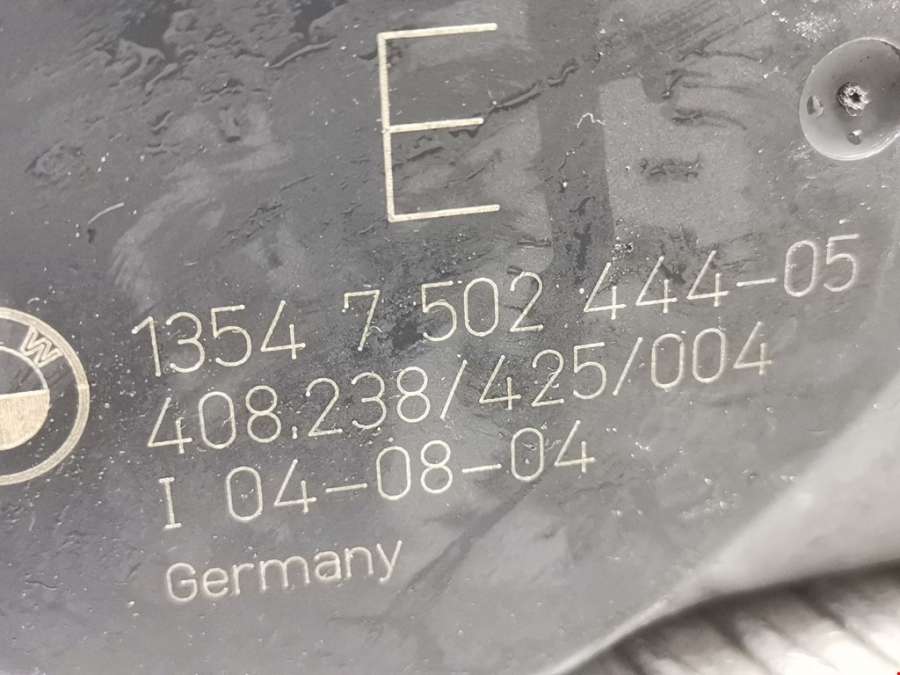 E
1354 7 502 444-05
W
408.238/425/004
I 04-08-04
Germany